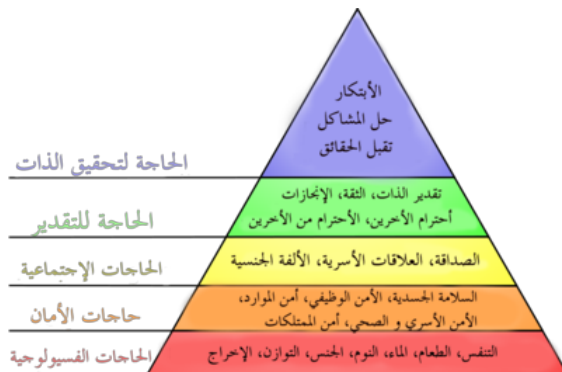 الأبتكار
حل المشاكل
تقبل الحقائق
الحاجة لتحقيق الذات
تقدير الذات، الثقة، الإنجازات
أحترام الأخرين، الأحترام من الأخرين
الحاجة للتقدير
الصداقة، العلاقات الأسرية، الألفة الجنسية
الحاجات الإجتماعية
السلامة الجسدية، الأمن الوظيفي، أمن الموارد،
الأمن الأسري و الصحي، أمن الممتلكات
حاجات الأمان
التنفس، الطعام، الماء، النوم، الجنس، التوازن، الإخراج
الحاجات الفسيولوجية